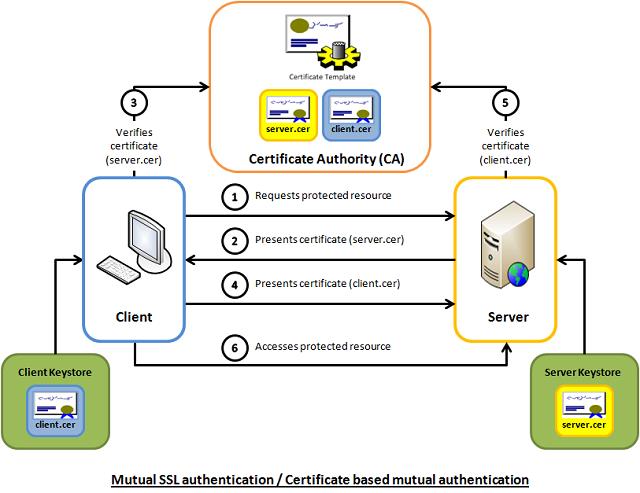 Certificate Template
server.cer
client.cer
Certificate Authority (CA)
3
Verifies
certificate
(server.cer)
5
Verifies
certificate
(client.cer)
1 Requests protected resource
2 Presents certificate (server.cer)
4 Presents certificate (client.cer)
Client
Server
6 Accesses protected resource
Client Keystore
client.cer
Server Keystore
server.cer
Mutual SSL authentication / Certificate based mutual authentication